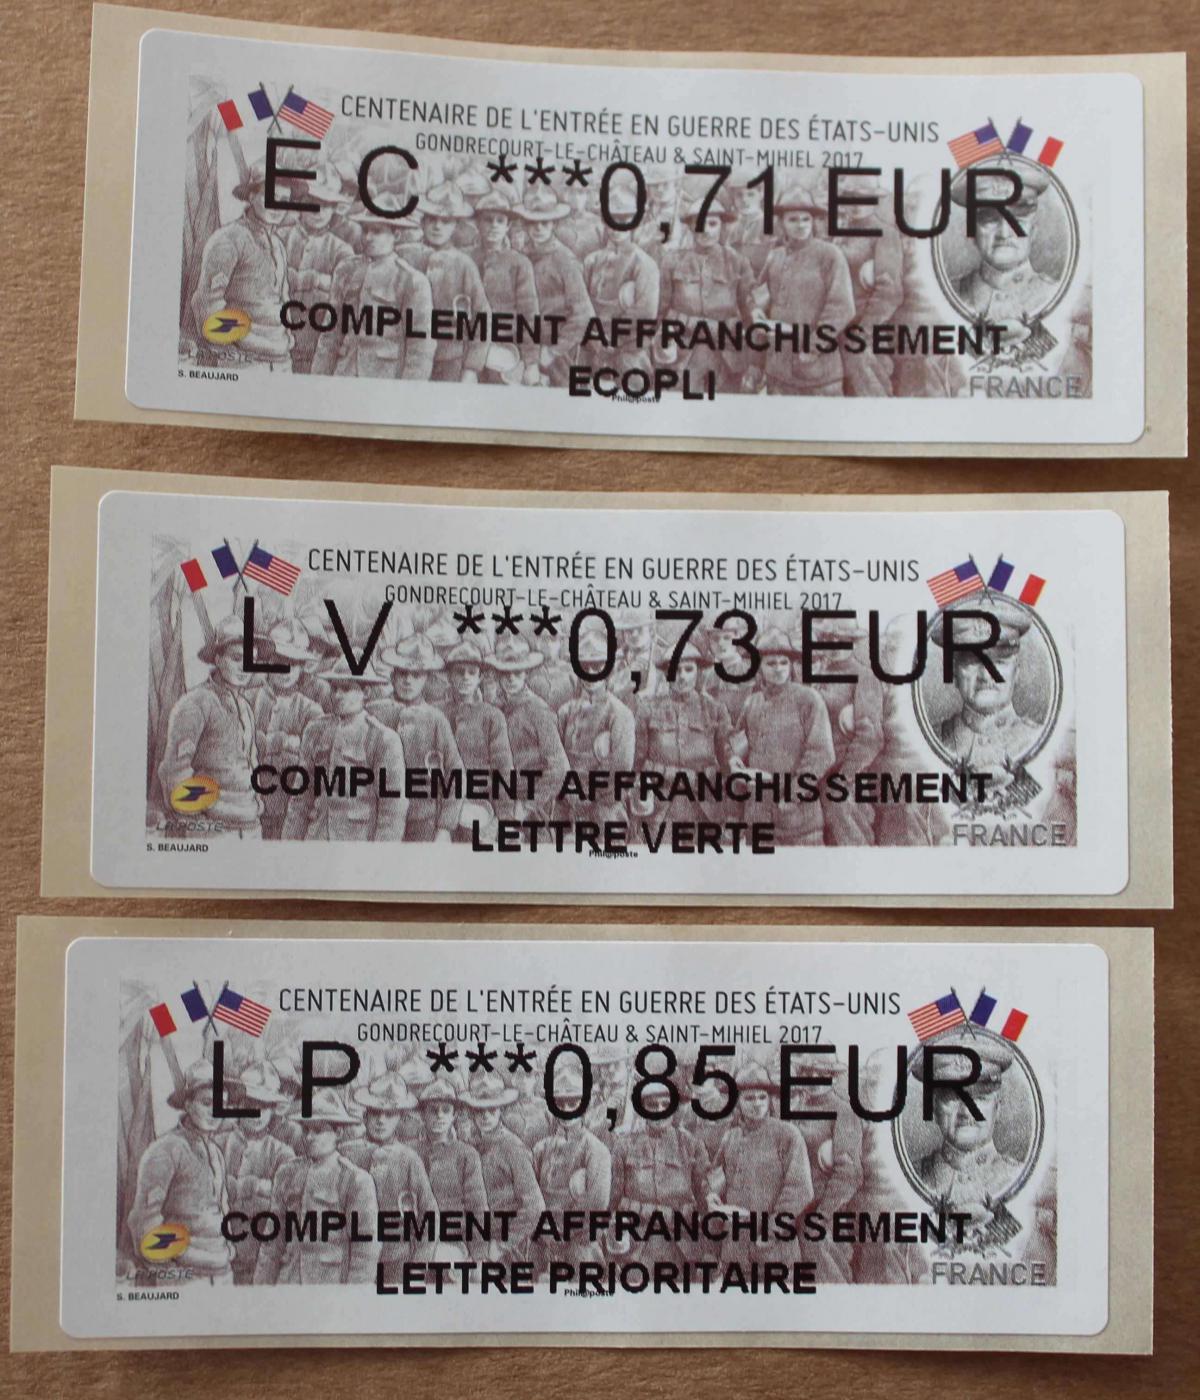 CENTENAIRE DE L'ENTRÉE EN GUERRE DES ÉTATS-UNIS
GONDRECOURT-LE-CHÂTEAU & SAINT-MIHIEL 2017
E C ***0,71 EUR
COMPLEMENT AFFRANCHISSEMENT
ECOPLI
LA POSTE
S. BEAUJARD
Phil@poste
FRANCE
CENTENAIRE DE L'ENTRÉE EN GUERRE DES ÉTATS-UNIS
GONDRECOURT-LE-CHÂTEAU & SAINT-MIHIEL 2017
L V ***0,73 EUR
COMPLEMENT AFFRANCHISSEMENT
LETTRE VERTE
LA POSTE
S. BEAUJARD
Phil@poste
FRANCE
CENTENAIRE DE L'ENTRÉE EN GUERRE DES ÉTATS-UNIS
GONDRECOURT-LE-CHÂTEAU & SAINT-MIHIEL 2017
L P ***0,85 EUR
COMPLEMENT AFFRANCHISSEMENT
LETTRE PRIORITAIRE
LA POSTE
S. BEAUJARD
Phil@poste
FRANCE